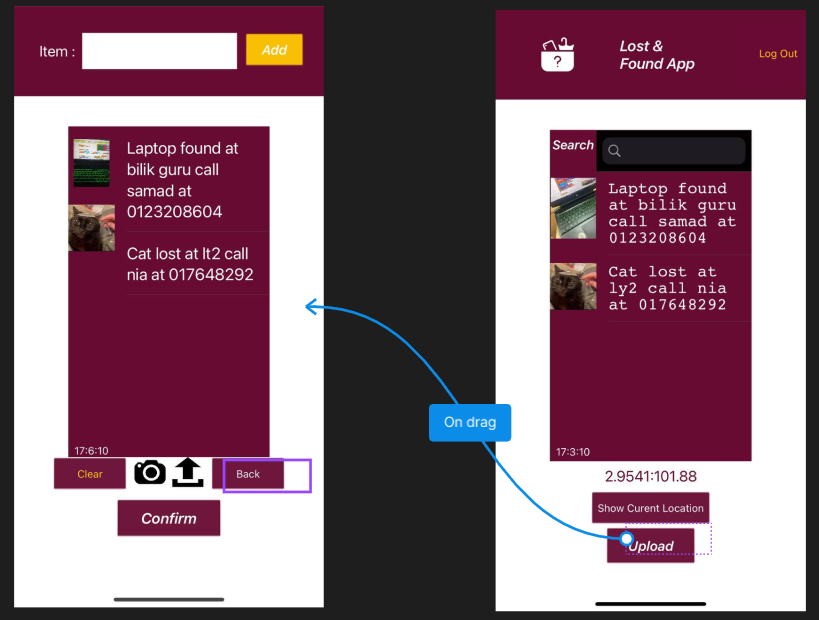 Item :
Add
Laptop found at
bilik guru call
samad at
0123208604
Cat lost at lt2 call
nia at 017648292
17:6:10
Clear
Back
Confirm
On drag
Lost &
Found App
Log Out
?
Search
Laptop found
at bilik guru
call samad at
0123208604
Cat lost at
ly2 call nia
at 017648292
17:3:10
2.9541:101.88
Show Curent Location
Upload